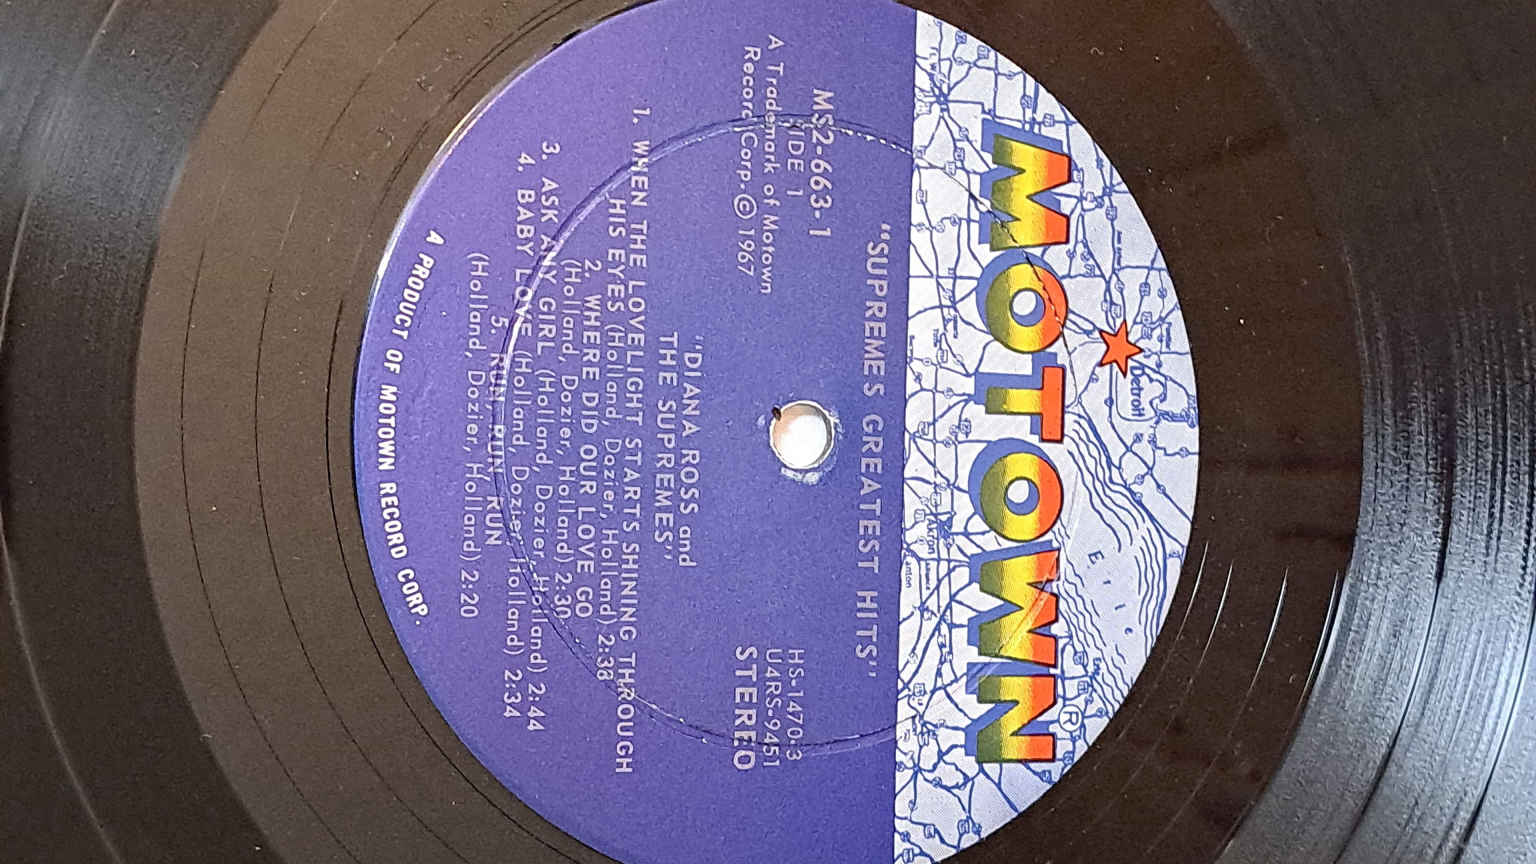 MOTOWN
®
Detroit
Akron
Erie
"SUPREMES GREATEST HITS"
MS2-663-1
SIDE 1
A Trademark of Motown
Record Corp. © 1967
HS-1470-3
U4RS-9451
STEREO
"DIANA ROSS and
THE SUPREMES"
1. WHEN THE LOVELIGHT STARTS SHINING THROUGH
HIS EYES (Holland, Dozier, Holland) 2:38
2. WHERE DID OUR LOVE GO
(Holland, Dozier, Holland) 2:30
3. ASK ANY GIRL (Holland, Dozier, Holland) 2:44
4. BABY LOVE (Holland, Dozier, Holland) 2:34
5. RUN, RUN, RUN
(Holland, Dozier, Holland) 2:20
A PRODUCT OF MOTOWN RECORD CORP.